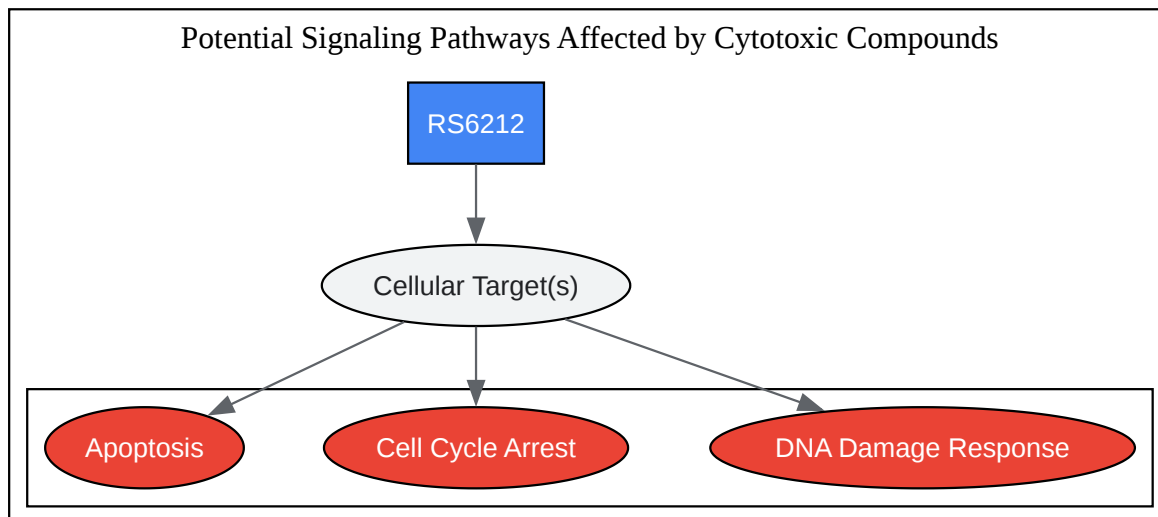 Potential Signaling Pathways Affected by Cytotoxic Compounds
RS6212
Cellular Target(s)
Apoptosis
Cell Cycle Arrest
DNA Damage Response